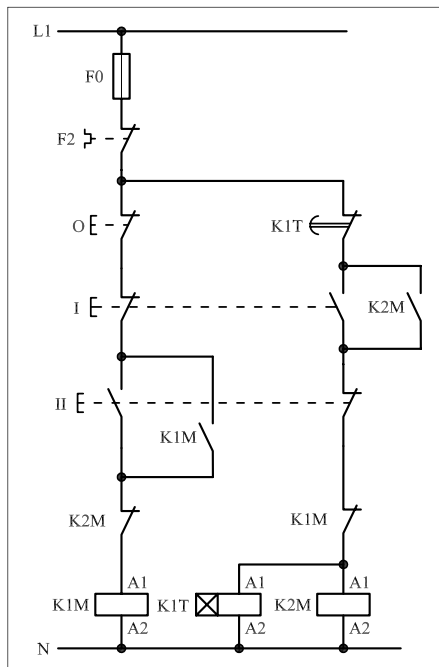 L1
F0
F2
O K1T
I K2M
II
K1M
K2M K1M
A1 A1 A1
K1M K1T K2M
A2 A2 A2
N